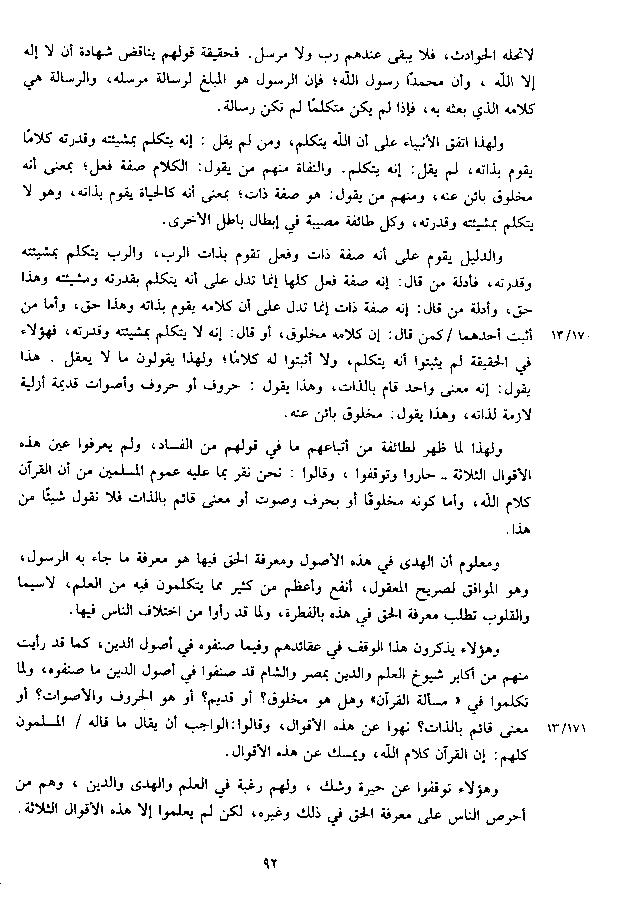 لاتحله الحوادث، فلا يبقى عندهم رب ولا مرسل. فحقيقة قولهم يناقض شهادة أن لا إله
إلا الله ، وأن محمدًا رسول الله؛ فإن الرسول هو المبلغ لرسالة مرسله، والرسالة هي
كلامه الذي بعثه به، فإذا لم يكن متكلمًا لم تكن رسالة.
ولهذا اتفق الأنبياء على أن الله يتكلم، ومن لم يقل : إنه يتكلم بمشيئته وقدرته كلامًا
يقوم بذاته، لم يقل: إنه يتكلم. والنفاة منهم من يقول: الكلام صفة فعل؛ بمعنى أنه
مخلوق بائن عنه، ومنهم من يقول: هو صفة ذات؛ بمعنى أنه كالحياة يقوم بذاته، وهو لا
يتكلم بمشيئته وقدرته، وكل طائفة مصيبة في إبطال باطل الأخرى.
والدليل يقوم على أنه صفة ذات وفعل تقوم بذات الرب، والرب يتكلم بمشيئته
وقدرته، فأدلة من قال: إنه صفة فعل كلها إنما تدل على أنه يتكلم بقدرته ومشيئته وهذا
حق، وأدلة من قال: إنه صفة ذات إنما تدل على أن كلامه يقوم بذاته وهذا حق، وأما من
أثبت أحدهما /كمن قال: إن كلامه مخلوق، أو قال: إنه لا يتكلم بمشيئته وقدرته، فهؤلاء ١٣/١٧٠
في الحقيقة لم يثبتوا أنه يتكلم، ولا أثبتوا له كلامًا؛ ولهذا يقولون ما لا يعقل . هذا
يقول: إنه معنى واحد قام بالذات، وهذا يقول : حروف أو حروف وأصوات قديمة أزلية
لازمة لذاته، وهذا يقول: مخلوق بائن عنه.
ولهذا لما ظهر لطائفة من أتباعهم ما في قولهم من الفساد، ولم يعرفوا عين هذه
الأقوال الثلاثة .. حاروا وتوقفوا ، وقالوا : نحن نقر بما عليه عموم المسلمين من أن القرآن
كلام الله، وأما كونه مخلوقًا أو بحرف وصوت أو معنى قائم بالذات فلا نقول شيئًا من
هذا.
ومعلوم أن الهدى في هذه الأصول ومعرفة الحق فيها هو معرفة ما جاء به الرسول،
وهو الموافق لصريح المعقول، أنفع وأعظم من كثير مما يتكلمون فيه من العلم، لاسيما
والقلوب تطلب معرفة الحق في هذه بالفطرة، ولما قد رأوا من اختلاف الناس فيها.
وهؤلاء يذكرون هذا الوقف في عقائدهم وفيما صنفوه في أصول الدين، كما قد رأيت
منهم من أكابر شيوخ العلم والدين بمصر والشام قد صنفوا في أصول الدين ما صنفوه، ولما
تكلموا في « مسألة القرآن» وهل هو مخلوق؟ أو قديم؟ أو هو الحروف والأصوات؟ أو
معنى قائم بالذات؟ نهوا عن هذه الأقوال، وقالوا:الواجب أن يقال ما قاله / المسلمون ١٣/١٧١
كلهم: إن القرآن كلام الله، ويمسك عن هذه الأقوال.
وهؤلاء توقفوا عن حيرة وشك ، ولهم رغبة في العلم والهدى والدين ، وهم من
أحرص الناس على معرفة الحق في ذلك وغيره، لكن لم يعلموا إلا هذه الأقوال الثلاثة.
٩٢